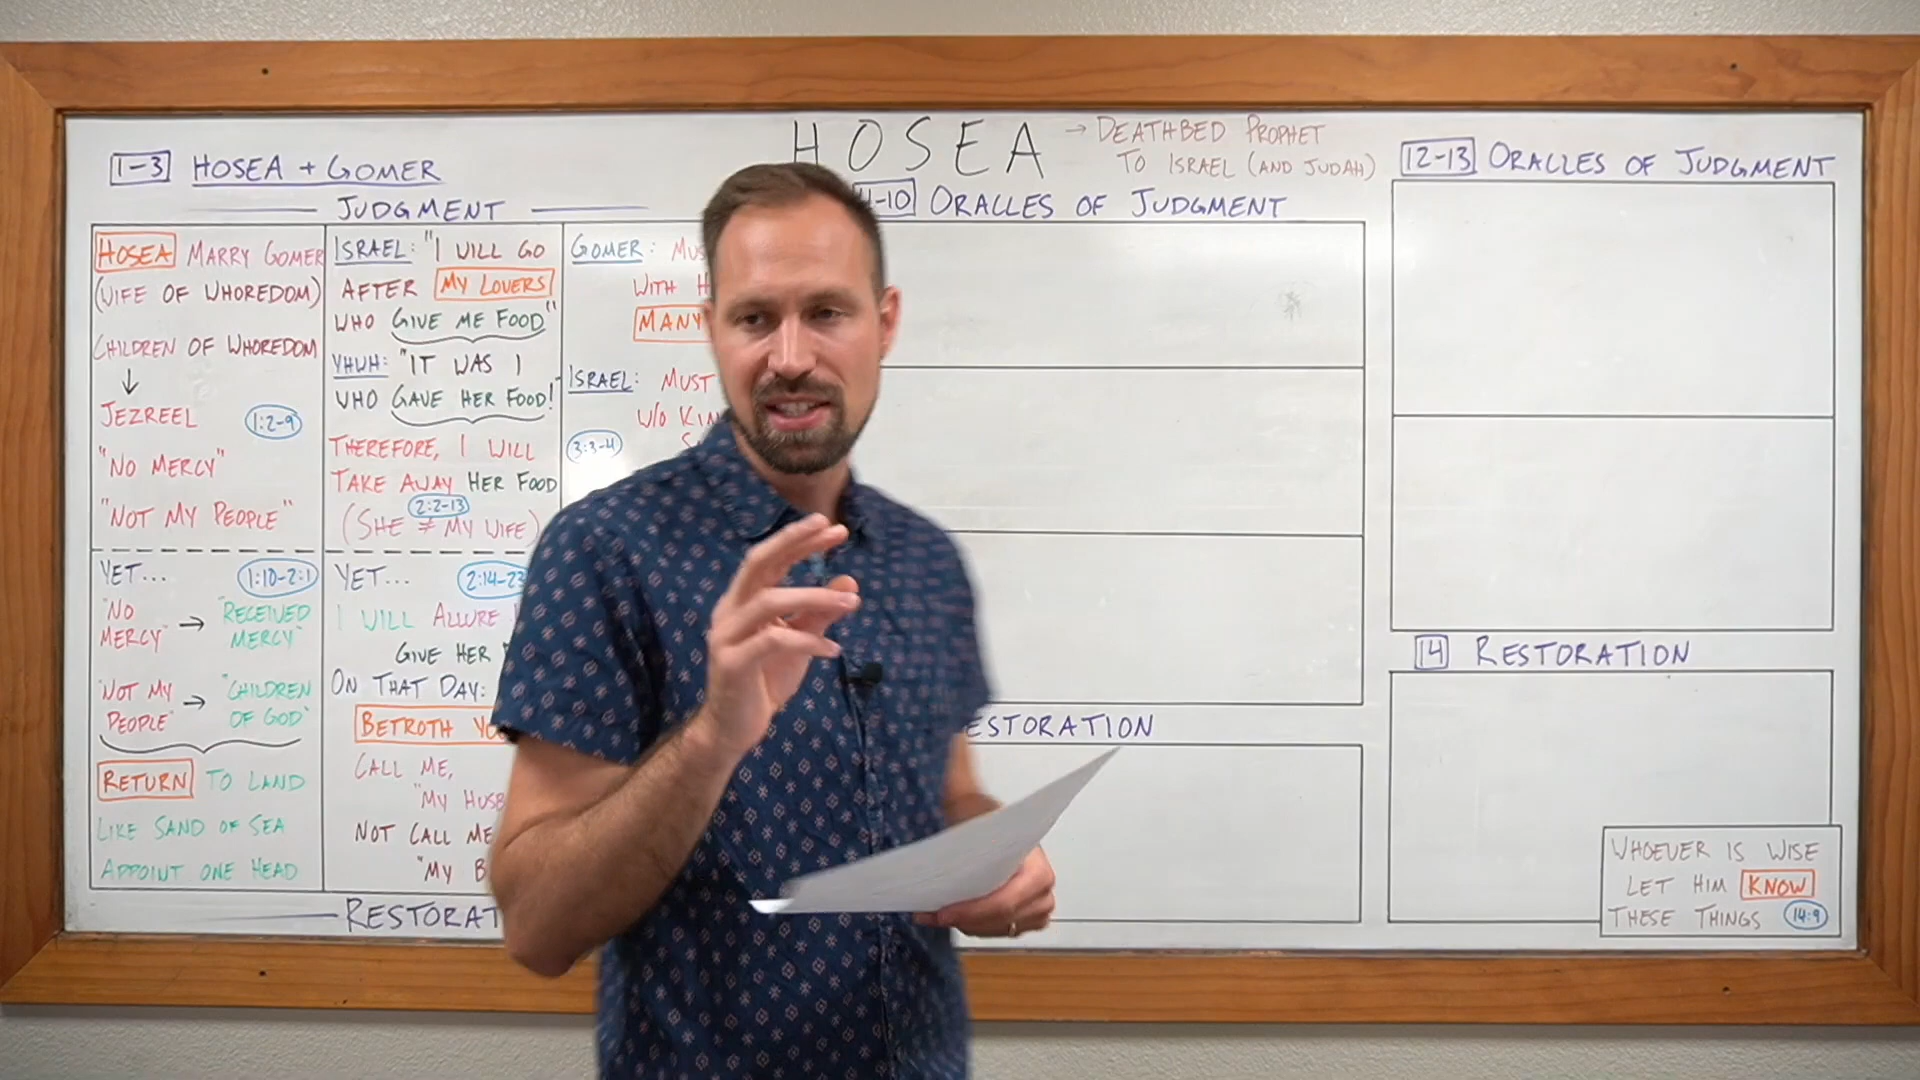 HOSEA → DEATHBED PROPHET
TO ISRAEL (AND JUDAH)
1-3 HOSEA + GOMER
JUDGMENT
HOSEA MARRY GOMER
(WIFE OF WHOREDOM)
CHILDREN OF WHOREDOM
↓
JEZREEL 1:2-9
"NO MERCY"
"NOT MY PEOPLE"
YET... 1:10-2:1
"NO MERCY" → "RECEIVED MERCY"
"NOT MY PEOPLE" → "CHILDREN OF GOD"
RETURN TO LAND
LIKE SAND OF SEA
APPOINT ONE HEAD
ISRAEL: "I WILL GO
AFTER MY LOVERS
WHO GIVE ME FOOD"
YHWH: "IT WAS I
WHO GAVE HER FOOD!"
THEREFORE, I WILL
TAKE AWAY HER FOOD
2:2-13
(SHE ≠ MY WIFE)
YET... 2:14-23
I WILL ALLURE
GIVE HER
ON THAT DAY:
BETROTH
CALL ME,
"MY
NOT CALL ME
"MY
GOMER:
WITH
MANY
ISRAEL: MUST
W/O
3:3-4
4-10 ORACLES OF JUDGMENT
12-13 ORACLES OF JUDGMENT
14 RESTORATION
WHOEVER IS WISE
LET HIM KNOW
THESE THINGS 14:9